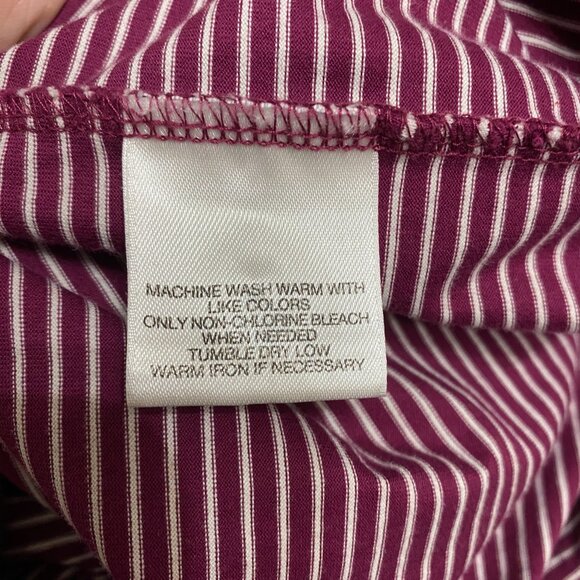 MACHINE WASH WARM WITH
LIKE COLORS
ONLY NON-CHLORINE BLEACH
WHEN NEEDED
TUMBLE DRY LOW
WARM IRON IF NECESSARY